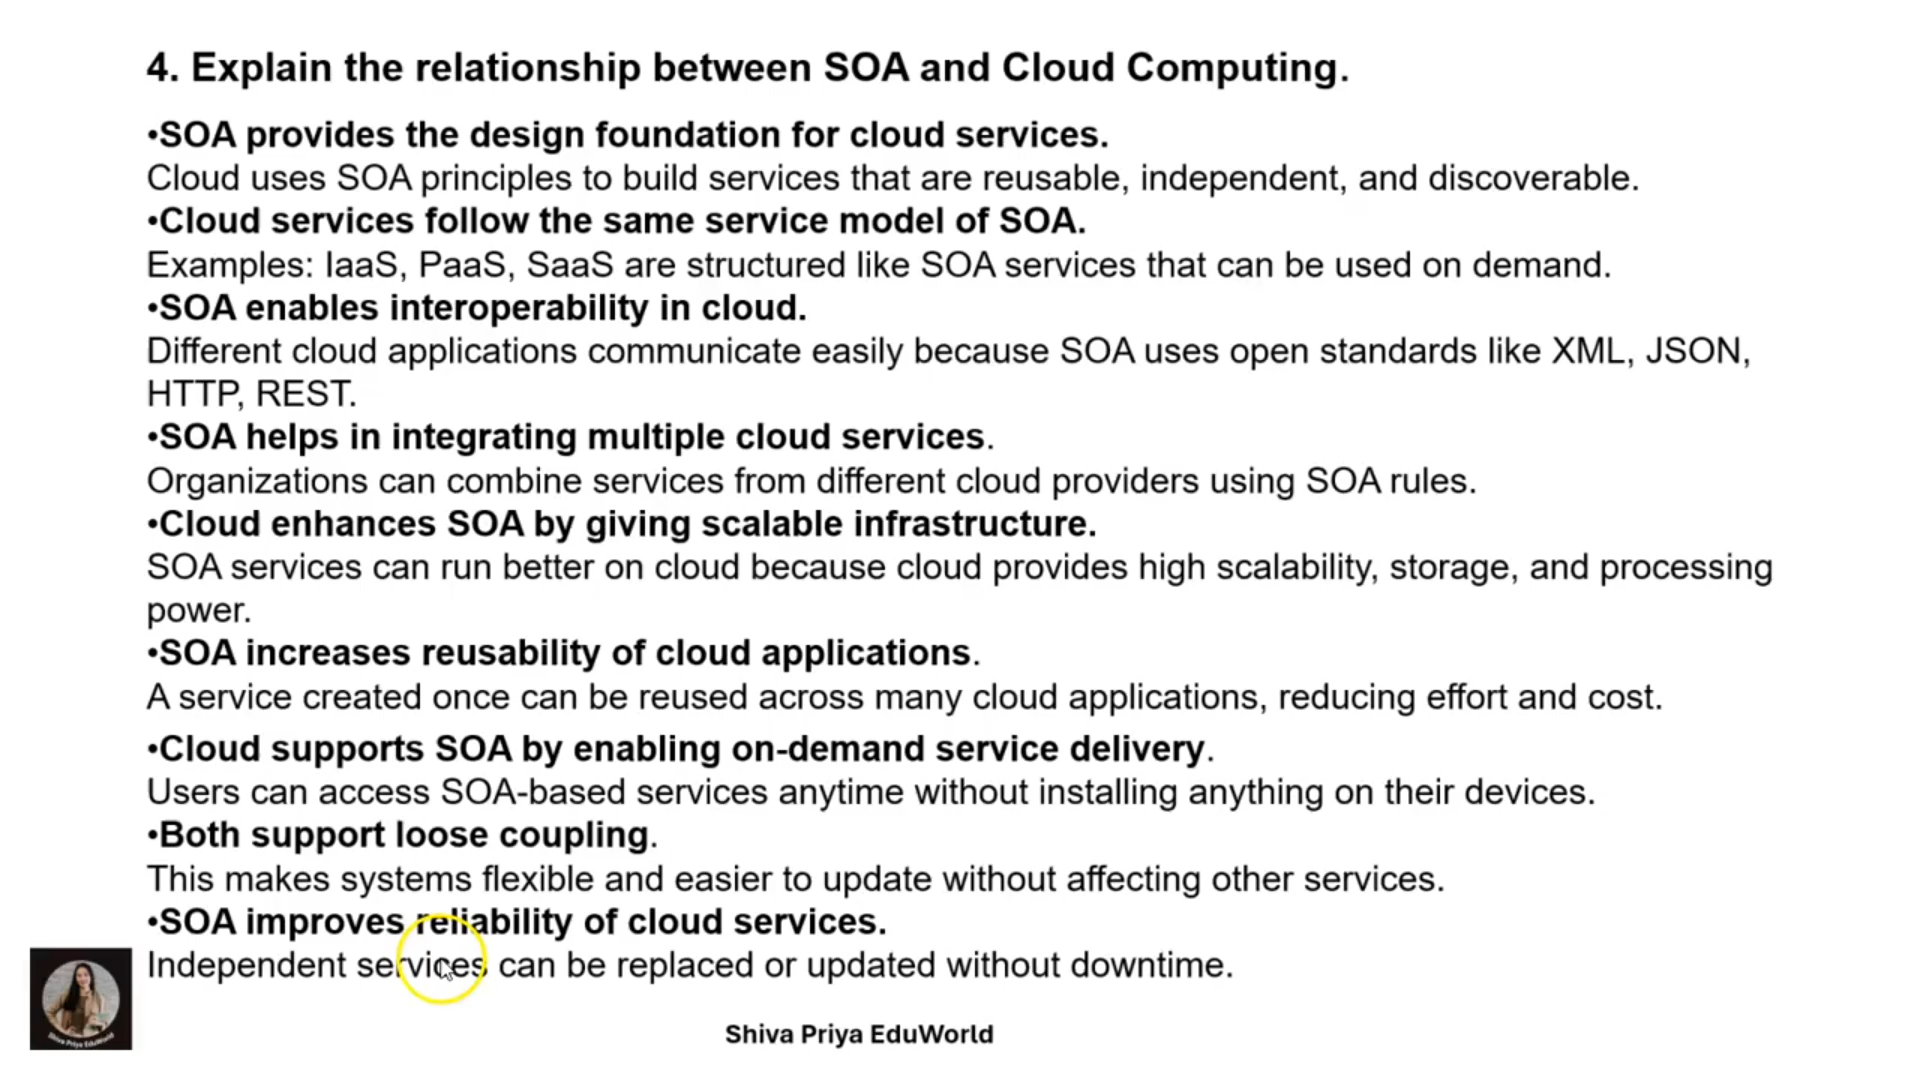 4. Explain the relationship between SOA and Cloud Computing.
•SOA provides the design foundation for cloud services.
Cloud uses SOA principles to build services that are reusable, independent, and discoverable.
•Cloud services follow the same service model of SOA.
Examples: IaaS, PaaS, SaaS are structured like SOA services that can be used on demand.
•SOA enables interoperability in cloud.
Different cloud applications communicate easily because SOA uses open standards like XML, JSON,
HTTP, REST.
•SOA helps in integrating multiple cloud services.
Organizations can combine services from different cloud providers using SOA rules.
•Cloud enhances SOA by giving scalable infrastructure.
SOA services can run better on cloud because cloud provides high scalability, storage, and processing
power.
•SOA increases reusability of cloud applications.
A service created once can be reused across many cloud applications, reducing effort and cost.
•Cloud supports SOA by enabling on-demand service delivery.
Users can access SOA-based services anytime without installing anything on their devices.
•Both support loose coupling.
This makes systems flexible and easier to update without affecting other services.
•SOA improves reliability of cloud services.
Independent services can be replaced or updated without downtime.
Shiva Priya EduWorld
Shiva Priya EduWorld